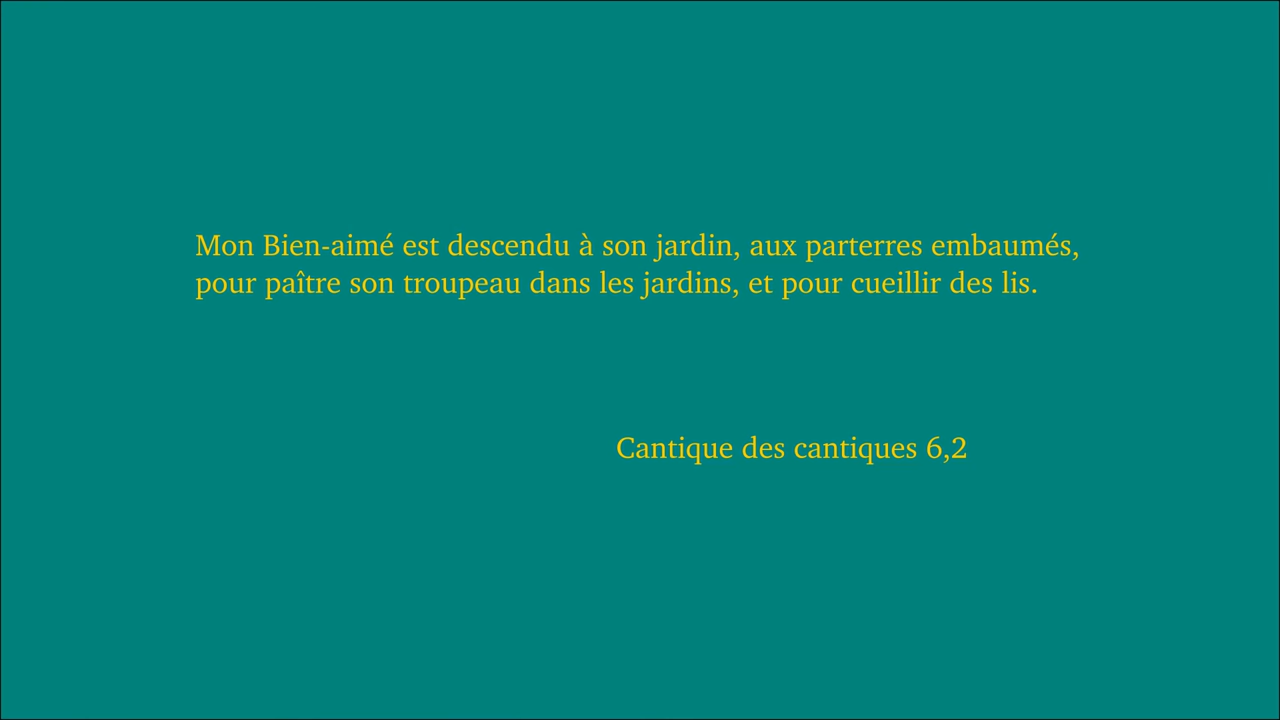 Mon Bien-aimé est descendu à son jardin, aux parterres embaumés,
pour paître son troupeau dans les jardins, et pour cueillir des lis.
Cantique des cantiques 6,2